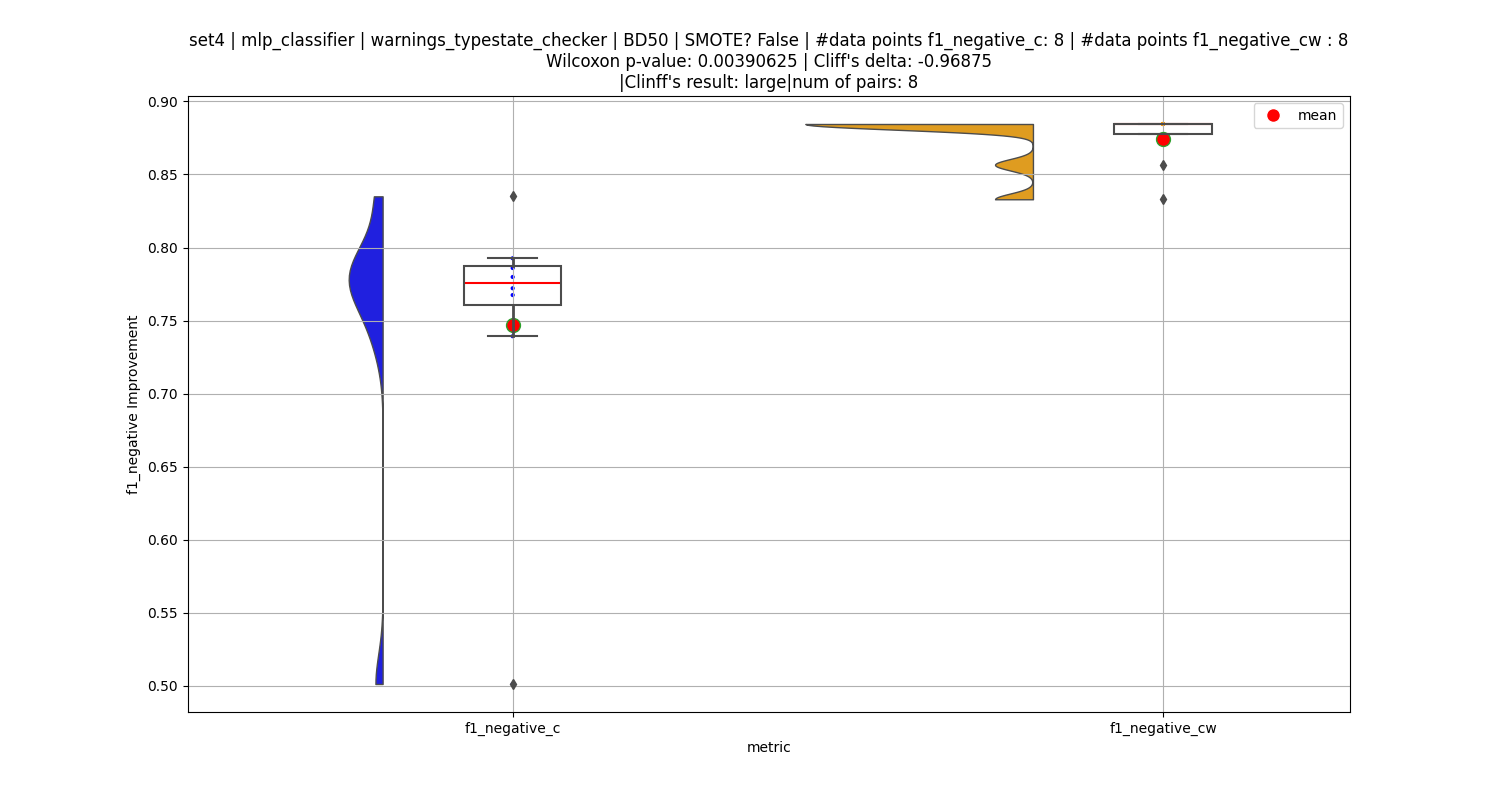 set4 | mlp_classifier | warnings_typestate_checker | BD50 | SMOTE? False | #data points f1_negative_c: 8 | #data points f1_negative_cw : 8
Wilcoxon p-value: 0.00390625 | Cliff's delta: -0.96875
|Clinff's result: large|num of pairs: 8
mean
0.90
0.85
0.80
0.75
0.70
0.65
0.60
0.55
0.50
f1_negative Improvement
f1_negative_c
f1_negative_cw
metric